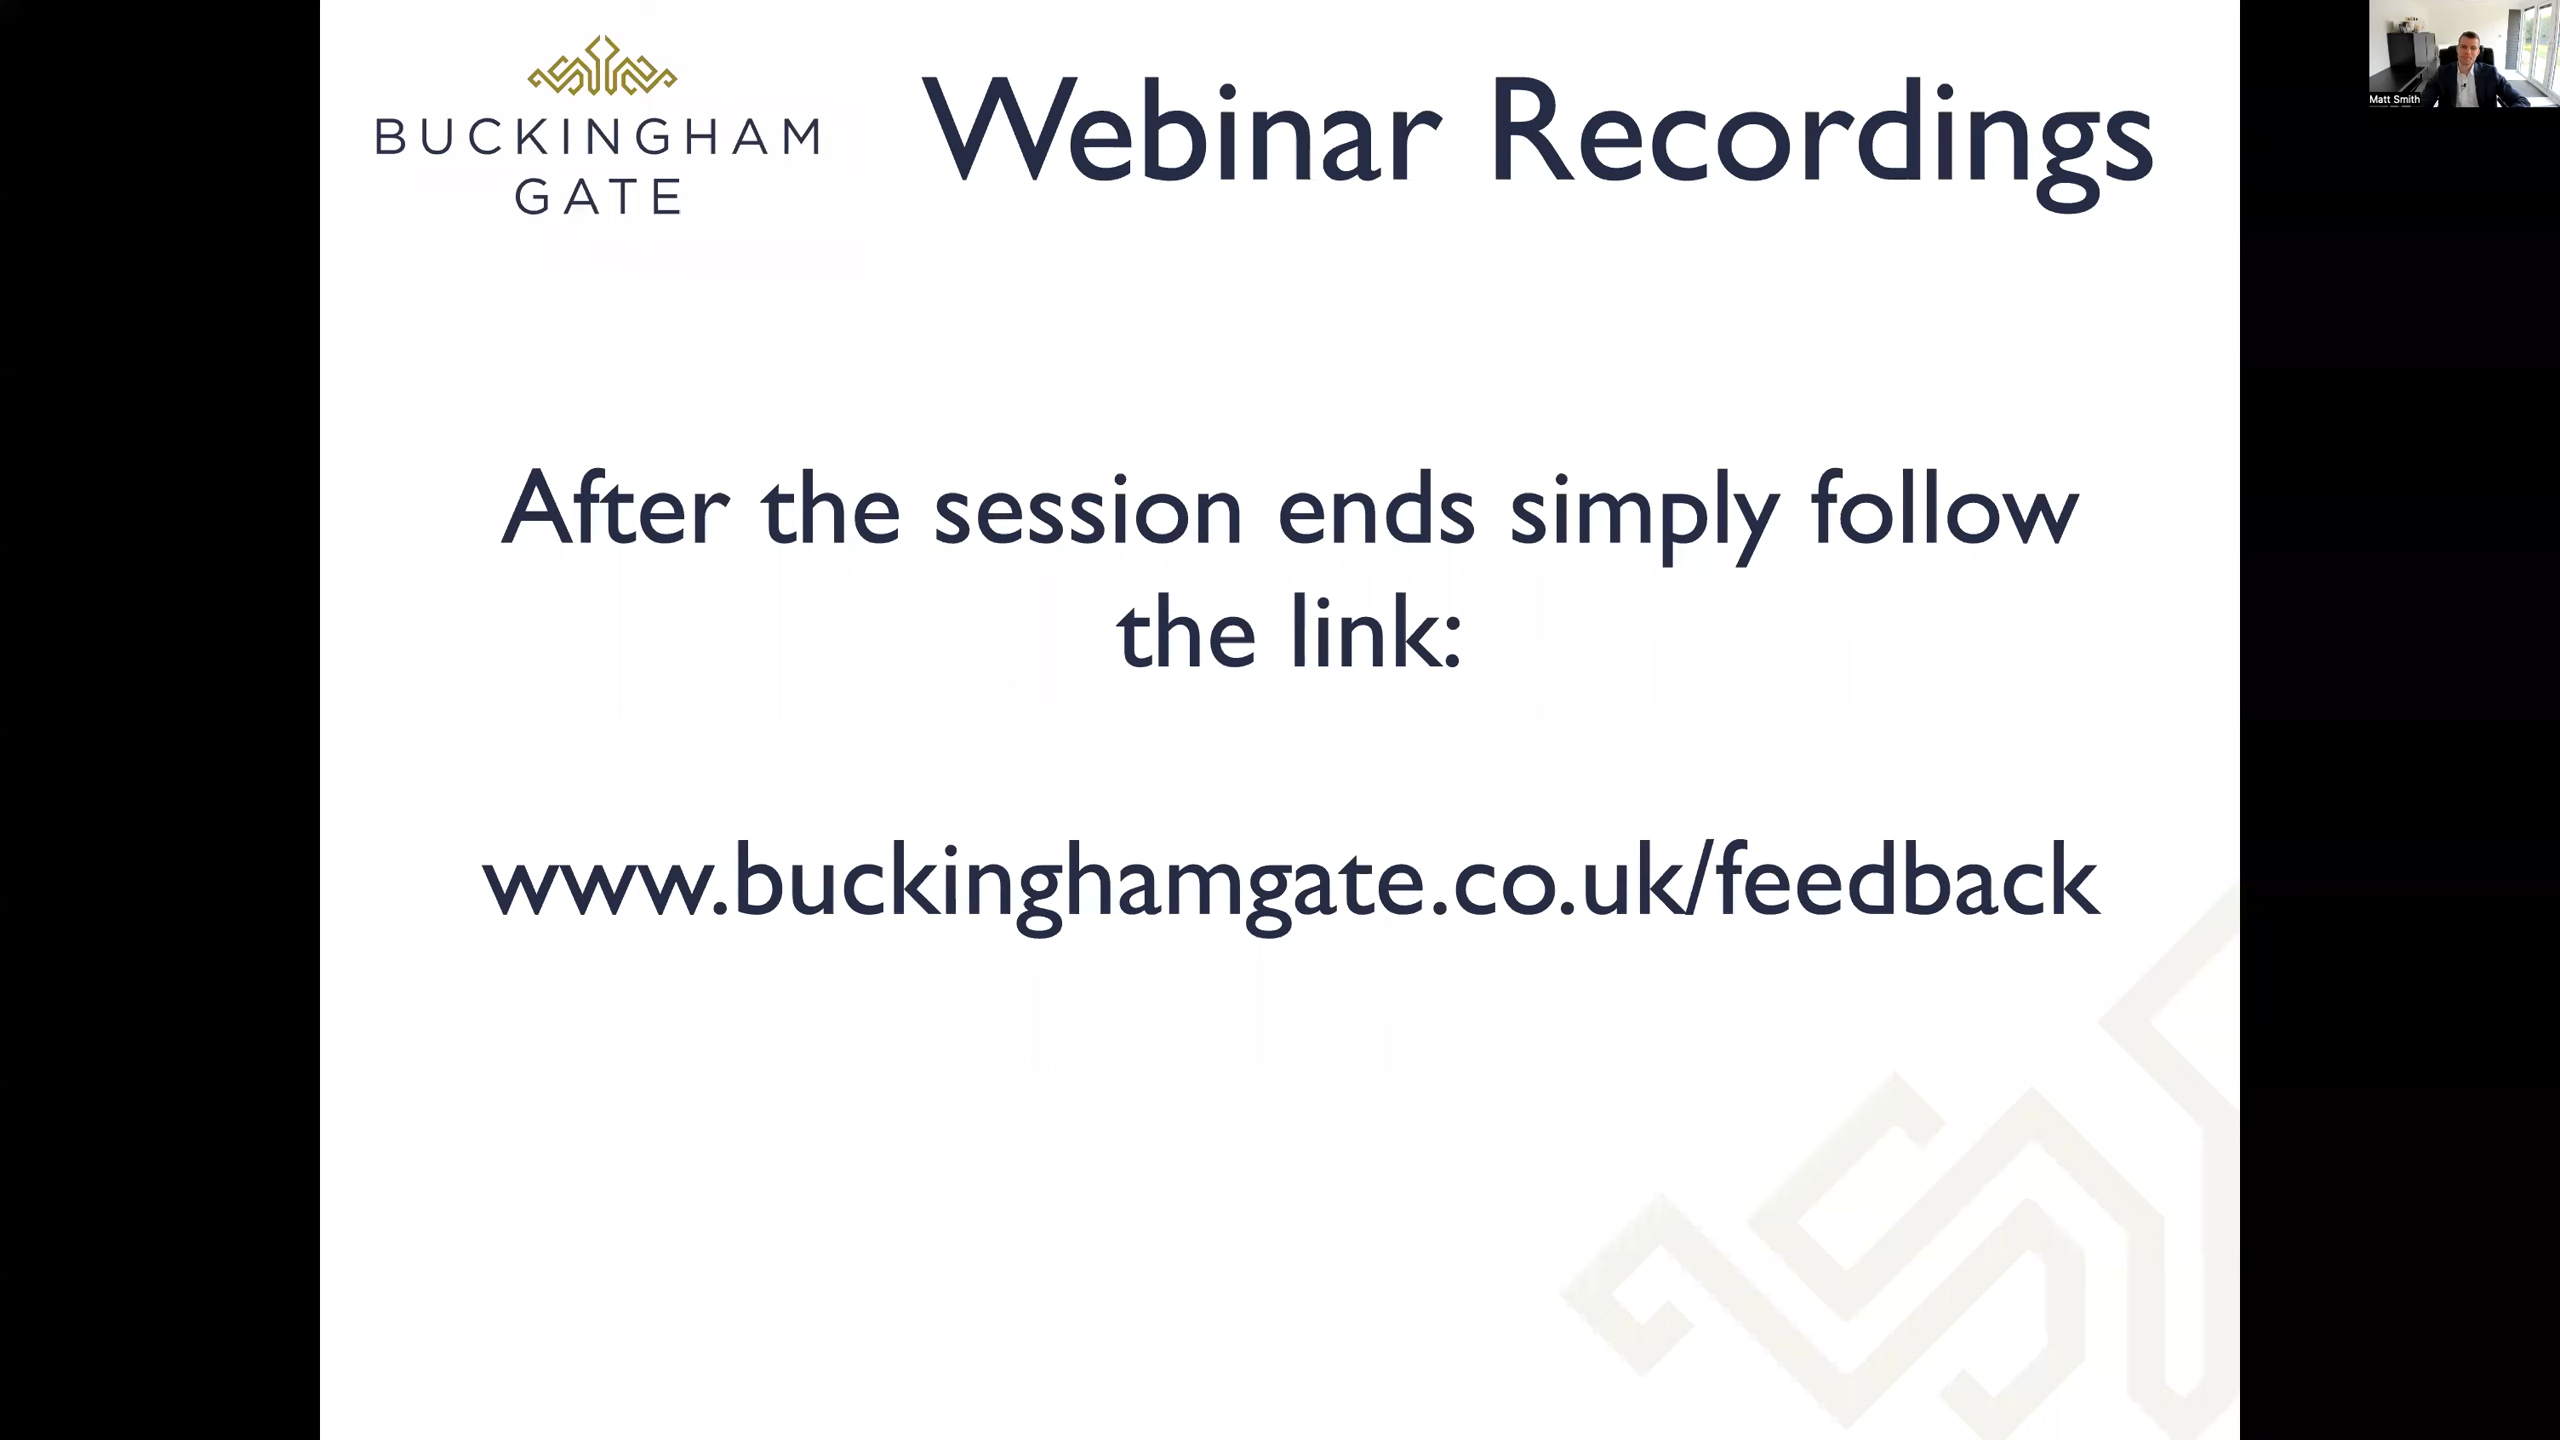 BUCKINGHAM
GATE
Webinar Recordings
Matt Smith
After the session ends simply follow
the link:
www.buckinghamgate.co.uk/feedback